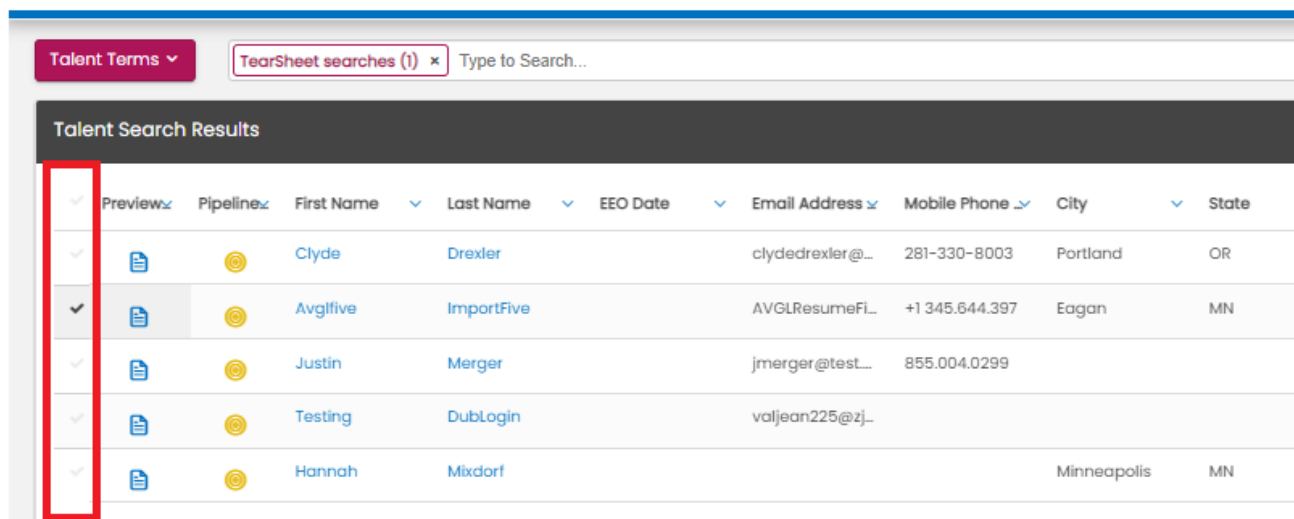 Talent Terms
TearSheet searches (1) × Type to Search...
Talent Search Results
Preview Pipeline First Name Last Name EEO Date Email Address Mobile Phone ... City State
Clyde Drexler clydedrexler@... 281-330-8003 Portland OR
Avglfive ImportFive AVGLResumeFi... +1 345.644.397 Eagan MN
Justin Merger jmerger@test.... 855.004.0299
Testing DubLogin valjean225@zj...
Hannah Mixdorf Minneapolis MN